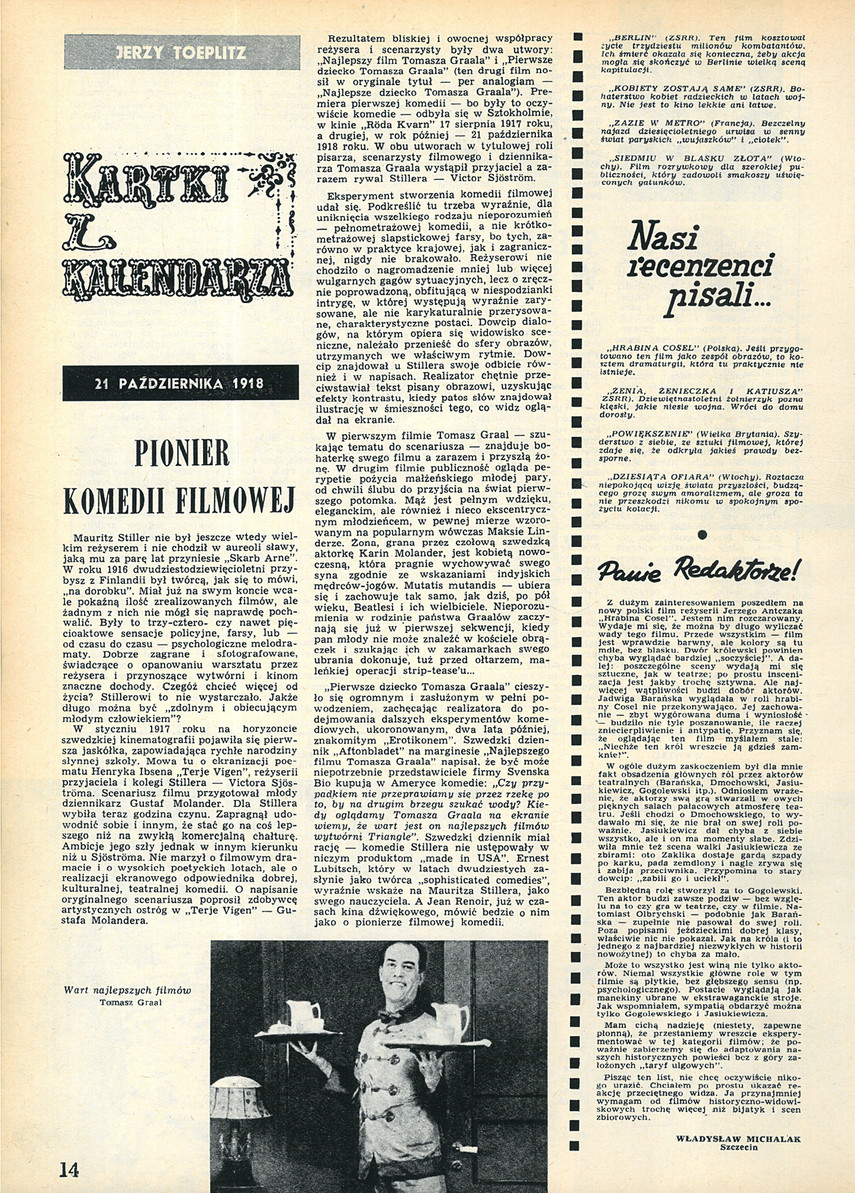 JERZY TOEPLITZ
KARTKI
Z
KALENDARZA
21 PAŹDZIERNIKA 1918
PIONIER
KOMEDII FILMOWEJ
Mauritz Stiller nie był jeszcze wtedy wiel-
kim reżyserem i nie chodził w aureoli sławy,
jaką mu za parę lat przyniesie „Skarb Arne".
W roku 1916 dwudziestodziewięcioletni przy-
bysz z Finlandii był twórcą, jak się to mówi,
„na dorobku". Miał już na swym koncie wca-
le pokaźną ilość zrealizowanych filmów, ale
żadnym z nich nie mógł się naprawdę poch-
walić. Były to trzy-cztero- czy nawet pię-
cioaktowe sensacje policyjne, farsy, lub —
od czasu do czasu — psychologiczne melodra-
maty. Dobrze zagrane i sfotografowane,
świadczące o opanowaniu warsztatu przez
reżysera i przynoszące wytwórni i kinom
znaczne dochody. Czegóż chcieć więcej od
życia? Stillerowi to nie wystarczało. Jakże
długo można być „zdolnym i obiecującym
młodym człowiekiem"?
W styczniu 1917 roku na horyzoncie
szwedzkiej kinematografii pojawiła się pierw-
sza jaskółka, zapowiadająca rychłe narodziny
słynnej szkoły. Mowa tu o ekranizacji poe-
matu Henryka Ibsena „Terje Vigen", reżyserii
przyjaciela i kolegi Stillera — Victora Sjös-
tröma. Scenariusz filmu przygotował młody
dziennikarz Gustaf Molander. Dla Stillera
wybiła teraz godzina czynu. Zapragnął udo-
wodnić sobie i innym, że stać go na coś lep-
szego niż na zwykłą komercjalną chałturę.
Ambicje jego szły jednak w innym kierunku
niż u Sjöströma. Nie marzył o filmowym dra-
macie i o wysokich poetyckich lotach, ale o
realizacji ekranowego odpowiednika dobrej,
kulturalnej, teatralnej komedii. O napisanie
oryginalnego scenariusza poprosił zdobywcę
artystycznych ostróg w „Terje Vigen" — Gu-
stafa Molandera.
Rezultatem bliskiej i owocnej współpracy
reżysera i scenarzysty były dwa utwory:
„Najlepszy film Tomasza Graala" i „Pierwsze
dziecko Tomasza Graala" (ten drugi film no-
sił w oryginale tytuł — per analogiam —
„Najlepsze dziecko Tomasza Graala"). Pre-
miera pierwszej komedii — bo były to oczy-
wiście komedie — odbyła się w Sztokholmie,
w kinie „Röda Kvarn" 17 sierpnia 1917 roku,
a drugiej, w rok później — 21 października
1918 roku. W obu utworach w tytułowej roli
pisarza, scenarzysty filmowego i dziennika-
rza Tomasza Graala wystąpił przyjaciel a za-
razem rywal Stillera — Victor Sjöström.
Eksperyment stworzenia komedii filmowej
udał się. Podkreślić tu trzeba wyraźnie, dla
uniknięcia wszelkiego rodzaju nieporozumień
— pełnometrażowej komedii, a nie krótko-
metrażowej slapstickowej farsy, bo tych, za-
równo w praktyce krajowej, jak i zagranicz-
nej, nigdy nie brakowało. Reżyserowi nie
chodziło o nagromadzenie mniej lub więcej
wulgarnych gagów sytuacyjnych, lecz o zręcz-
nie poprowadzoną, obfitującą w niespodzianki
intrygę, w której występują wyraźnie zary-
sowane, ale nie karykaturalnie przerysowa-
ne, charakterystyczne postaci. Dowcip dialo-
gów, na którym opiera się widowisko sce-
niczne, należało przenieść do sfery obrazów,
utrzymanych we właściwym rytmie. Dow-
cip znajdował u Stillera swoje odbicie rów-
nież i w napisach. Realizator chętnie prze-
ciwstawiał tekst pisany obrazowi, uzyskując
efekty kontrastu, kiedy patos słów znajdował
ilustrację w śmieszności tego, co widz oglą-
dał na ekranie.
W pierwszym filmie Tomasz Graal — szu-
kając tematu do scenariusza — znajduje bo-
haterkę swego filmu a zarazem i przyszłą żo-
nę. W drugim filmie publiczność ogląda pe-
rypetie pożycia małżeńskiego młodej pary,
od chwili ślubu do przyjścia na świat pierw-
szego potomka. Mąż jest pełnym wdzięku,
eleganckim, ale również i nieco ekscentrycz-
nym młodzieńcem, w pewnej mierze wzoro-
wanym na popularnym wówczas Maksie Lin-
derze. Żona, grana przez czołową szwedzką
aktorkę Karin Molander, jest kobietą nowo-
czesną, która pragnie wychowywać swego
syna zgodnie ze wskazaniami indyjskich
mędrców-jogów. Mutatis mutandis — ubiera
się i zachowuje tak samo, jak dziś, po pół
wieku, Beatlesi i ich wielbiciele. Nieporozu-
mienia w rodzinie państwa Graalów zaczy-
nają się już w pierwszej sekwencji, kiedy
pan młody nie może znaleźć w kościele obrą-
czek i szukając ich w zakamarkach swego
ubrania dokonuje, tuż przed ołtarzem, ma-
leńkiej operacji strip-tease'u...
„Pierwsze dziecko Tomasza Graala" cieszy-
ło się ogromnym i zasłużonym w pełni po-
wodzeniem, zachęcając realizatora do po-
dejmowania dalszych eksperymentów kome-
diowych, ukoronowanym, dwa lata później,
znakomitym „Erotikonem". Szwedzki dzien-
nik „Aftonbladet" na marginesie „Najlepszego
filmu Tomasza Graala" napisał, że być może
niepotrzebnie przedstawiciele firmy Svenska
Bio kupują w Ameryce komedie: „Czy przy-
padkiem nie przeprawiamy się przez rzekę po
to, by na drugim brzegu szukać wody? Kie-
dy oglądamy Tomasza Graala na ekranie
wiemy, że wart jest on najlepszych filmów
wytwórni Triangle". Szwedzki dziennik miał
rację — komedie Stillera nie ustępowały w
niczym produktom „made in USA". Ernest
Lubitsch, który w latach dwudziestych za-
słynie jako twórca „sophisticated comedies",
wyraźnie wskaże na Mauritza Stillera, jako
swego nauczyciela. A Jean Renoir, już w cza-
sach kina dźwiękowego, mówić będzie o nim
jako o pionierze filmowej komedii.
Wart najlepszych filmów
Tomasz Graal
14
„BERLIN" (ZSRR). Ten film kosztował
życie trzydziestu milionów kombatantów.
Ich śmierć okazała się konieczna, żeby akcja
mogła się skończyć w Berlinie wielką sceną
kapitulacji.
„KOBIETY ZOSTAJĄ SAME" (ZSRR). Bo-
haterstwo kobiet radzieckich w latach woj-
ny. Nie jest to kino lekkie ani łatwe.
„ZAZIE W METRO" (Francja). Bezczelny
najazd dziesięcioletniego urwisa w senny
świat paryskich „wujaszków" i „ciotek".
„SIEDMIU W BLASKU ZŁOTA" (Wło-
chy). Film rozrywkowy dla szerokiej pu-
bliczności, który zadowoli smakoszy uświę-
conych gatunków.
Nasi
recenzenci
pisali...
„HRABINA COSEL" (Polska). Jeśli przygo-
towano ten film jako zespół obrazów, to ko-
sztem dramaturgii, która tu praktycznie nie
istnieje.
„ŻENIA, ŻENIECZKA I KATIUSZA"
ZSRR). Dziewiętnastoletni żołnierzyk pozna
klęski, jakie niesie wojna. Wróci do domu
dorosły.
„POWIĘKSZENIE" (Wielka Brytania). Szy-
derstwo z siebie, ze sztuki filmowej, której
zdaje się, że odkryła jakieś prawdy bez-
sporne.
„DZIESIĄTA OFIARA" (Włochy). Roztacza
niepokojącą wizję świata przyszłości, budzą-
cego grozę swym amoralizmem, ale groza ta
nie przeszkodzi nikomu w spokojnym spo-
życiu kolacji.
Panie Redaktorze!
Z dużym zainteresowaniem poszedłem na
nowy polski film reżyserii Jerzego Antczaka
„Hrabina Cosel". Jestem nim rozczarowany.
Wydaje mi się, że można by długo wyliczać
wady tego filmu. Przede wszystkim — film
jest wprawdzie barwny, ale kolory są tu
mdłe, bez blasku. Dwór królewski powinien
chyba wyglądać bardziej „soczyściej". A da-
lej: poszczególne sceny wydają mi się
sztuczne, jak w teatrze; po prostu insceni-
zacja jest jakby trochę sztywna. Ale naj-
więcej wątpliwości budzi dobór aktorów.
Jadwiga Barańska wyglądała w roli hrabi-
ny Cosel nie przekonywająco. Jej zachowa-
nie — zbyt wygórowana duma i wyniosłość
— budziło nie tyle poszanowanie, ile raczej
zniecierpliwienie i antypatię. Przyznam się,
że oglądając ten film myślałem stale:
„Niechże ten król wreszcie ją gdzieś zam-
knie!".
W ogóle dużym zaskoczeniem był dla mnie
fakt obsadzenia głównych ról przez aktorów
teatralnych (Barańska, Dmochowski, Jasiu-
kiewicz, Gogolewski itp.). Odniosłem wraże-
nie, że aktorzy swą grą stwarzali w owych
pięknych salach pałacowych atmosferę tea-
tru. Jeśli chodzi o Dmochowskiego, to wy-
dawało mi się, że nie brał on swej roli po-
ważnie. Jasiukiewicz dał chyba z siebie
wszystko, ale i on ma momenty słabe. Zdzi-
wiła mnie też scena walki Jasiukiewicza ze
zbirami: oto Zaklika dostaje gardą szpady
po karku, pada zemdlony i nagle zrywa się
i zabija przeciwnika. Przypomina to stary
dowcip: „zabili go i uciekł".
Bezbłędną rolę stworzył za to Gogolewski.
Ten aktor budzi zawsze podziw — bez wzglę-
lu na to czy gra w teatrze, czy w filmie. Na-
tomiast Olbrychski — podobnie jak Barań-
ska — zupełnie nie pasował do swej roli.
Poza popisami jeździeckimi dobrej klasy,
właściwie nic nie pokazał. Jak na króla (i to
jednego z najbardziej niezwykłych w historii
nowożytnej) to chyba za mało.
Może to wszystko jest winą nie tylko akto-
rów. Niemal wszystkie główne role w tym
filmie są płytkie, bez głębszego sensu (np.
psychologicznego). Postacie wyglądają jak
manekiny ubrane w ekstrawaganckie stroje.
Jak wspomniałem, sympatią obdarzyć można
tylko Gogolewskiego i Jasiukiewicza.
Mam cichą nadzieję (niestety, zapewne
płonną), że przestaniemy wreszcie ekspery-
mentować w tej kategorii filmów; że po-
ważnie zabierzemy się do adaptowania na-
szych historycznych powieści bez z góry za-
łożonych „taryf ulgowych".
Pisząc ten list, nie chcę oczywiście niko-
go urazić. Chciałem po prostu ukazać re-
akcję przeciętnego widza. Ja przynajmniej
wymagam od filmów historyczno-widowi-
skowych trochę więcej niż bijatyk i scen
zbiorowych.
WŁADYSŁAW MICHALAK
Szczecin